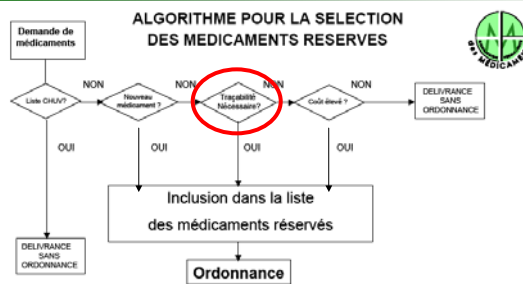 ALGORITHME POUR LA SELECTION
DES MEDICAMENTS RESERVES
Demande de
médicaments
NON
NON
NON
NON
Liste CHUV?
Nouveau
médicament ?
Traçabilité
Nécessaire?
Coût élevé ?
DELIVRANCE
SANS
ORDONNANCE
OUI
OUI
OUI
OUI
Inclusion dans la liste
des médicaments réservés
DELIVRANCE
SANS
ORDONNANCE
Ordonnance
des MEDICAMENT